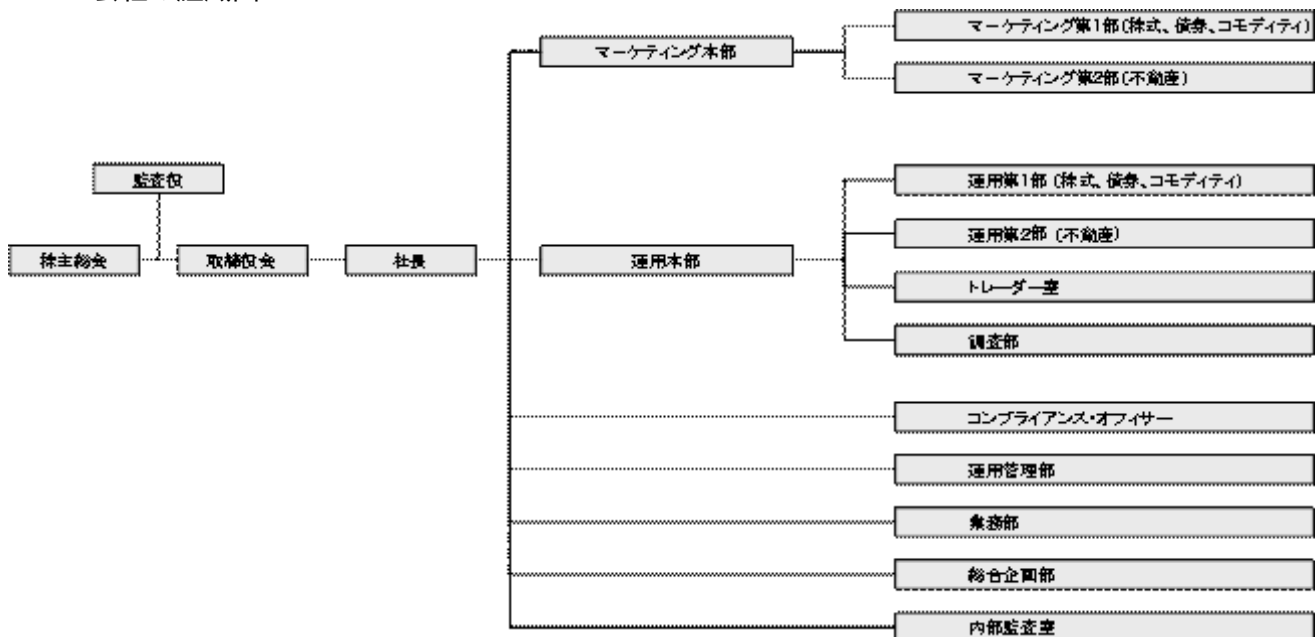 マーケティング本部
マーケティング第1部(株式、債券、コモディティ)
マーケティング第2部(不動産)
監査役
株主総会
取締役会
社長
運用本部
運用第1部 (株式、債券、コモディティ)
運用第2部 (不動産)
トレーダー室
調査部
コンプライアンス・オフィサー
運用管理部
業務部
総合企画部
内部監査室